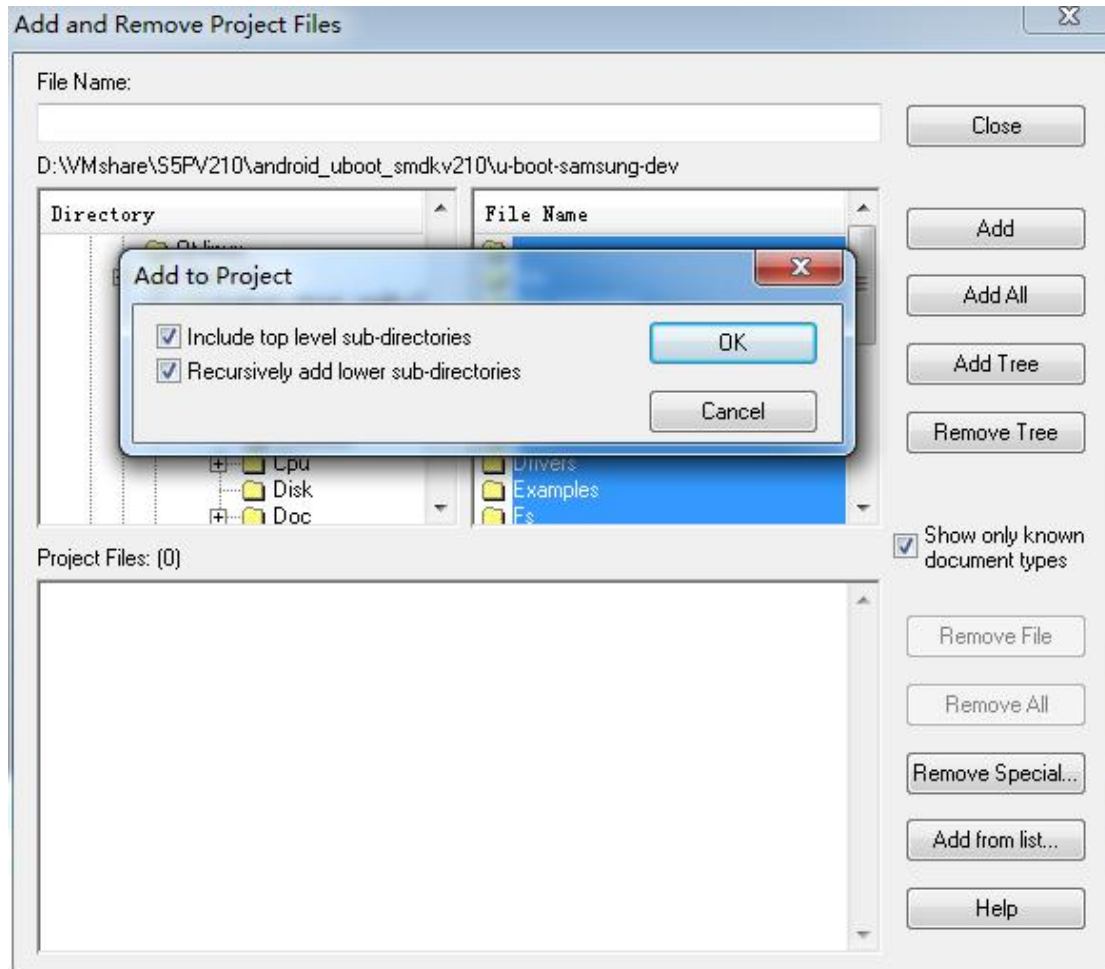 Add and Remove Project Files
File Name:
Close
D:\VMshare\S5PV210\android_uboot_smdkv210\u-boot-samsung-dev
Directory
File Name
Add
Add to Project
Add All
Include top level sub-directories
OK
Recursively add lower sub-directories
Add Tree
Cancel
Remove Tree
Cpu
Drivers
Disk
Examples
Doc
Fs
Show only known
document types
Project Files: (0)
Remove File
Remove All
Remove Special...
Add from list...
Help